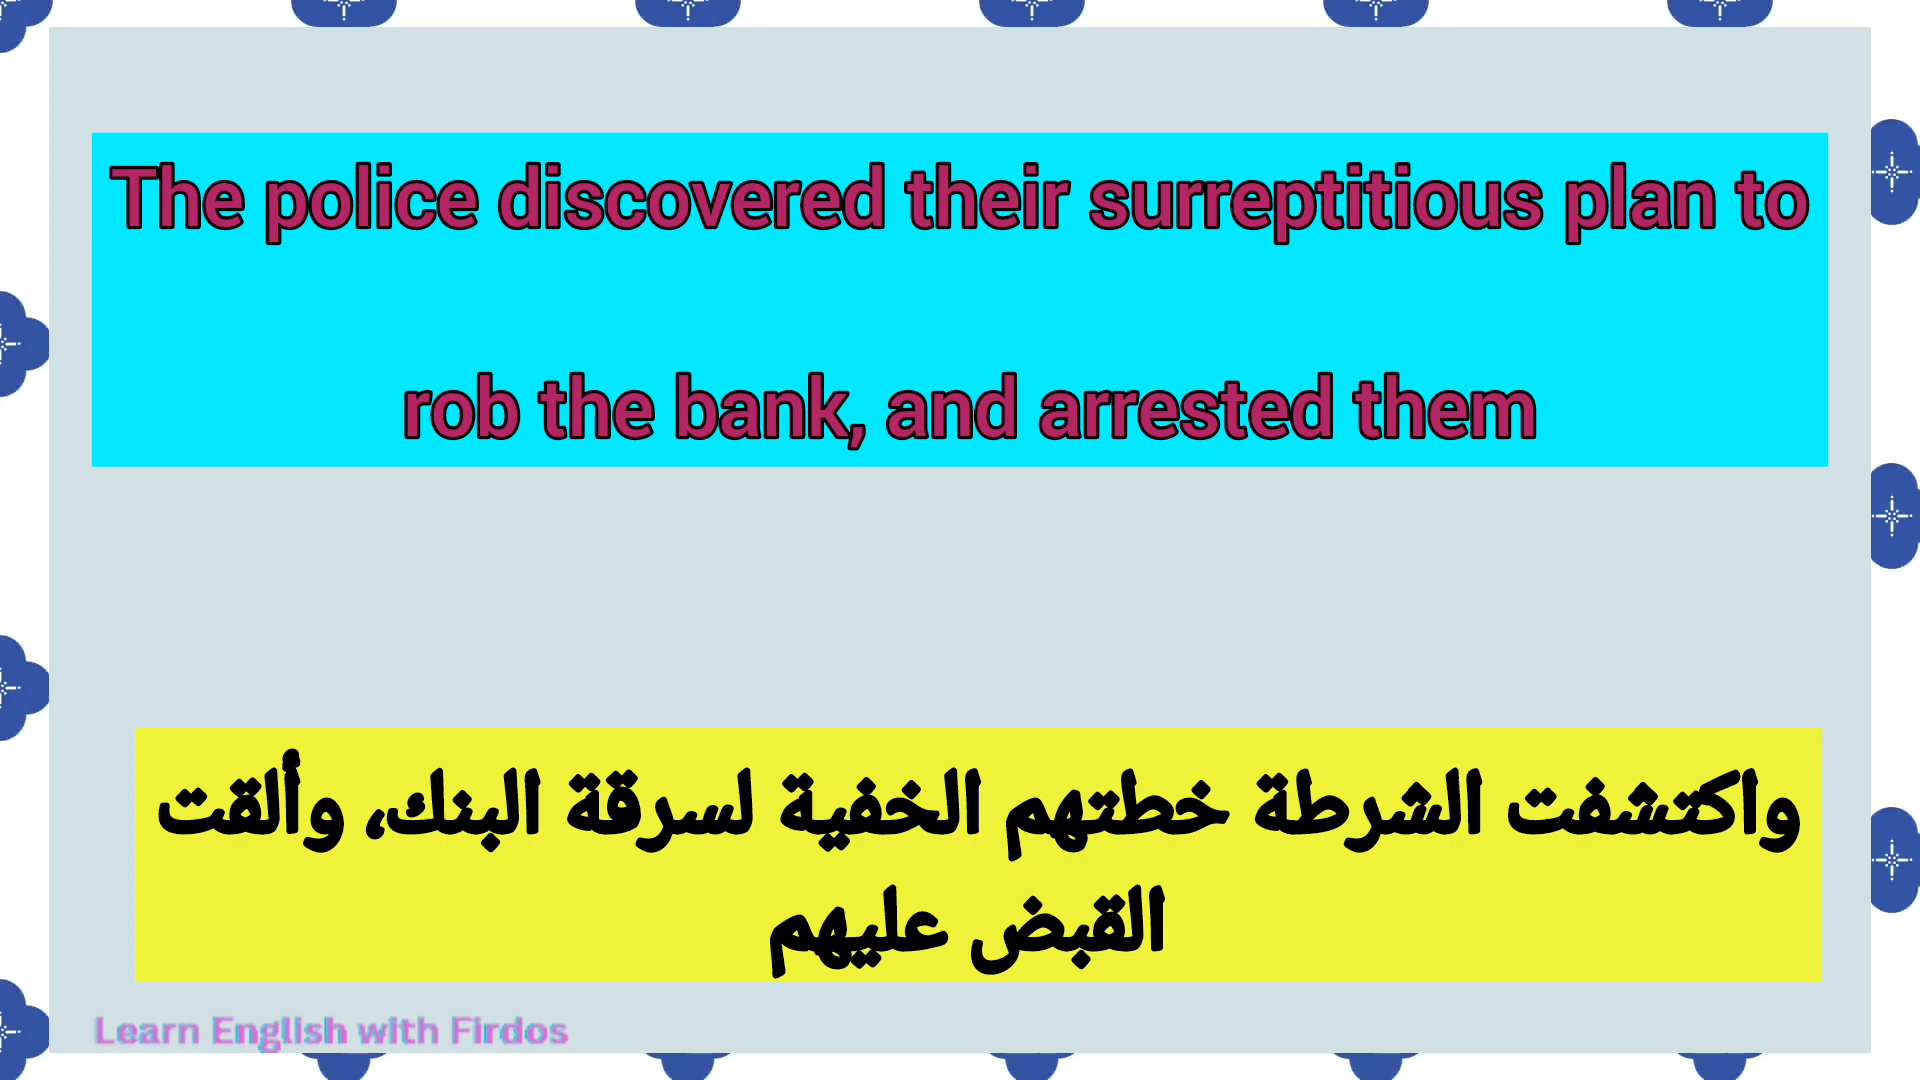 The police discovered their surreptitious plan to
rob the bank, and arrested them
واكتشفت الشرطة خطتهم الخفية لسرقة البنك، وألقت
القبض عليهم
Learn English with Firdos